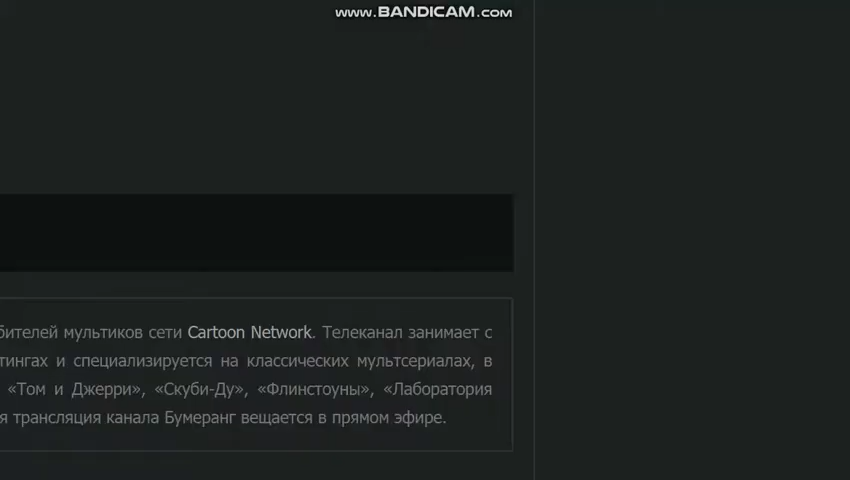 www.BANDICAM.com
бителей мультиков сети Cartoon Network. Телеканал занимает с
тингах и специализируется на классических мультсериалах, в
«Том и Джерри», «Скуби-Ду», «Флинстоуны», «Лаборатория
я трансляция канала Бумеранг вещается в прямом эфире.